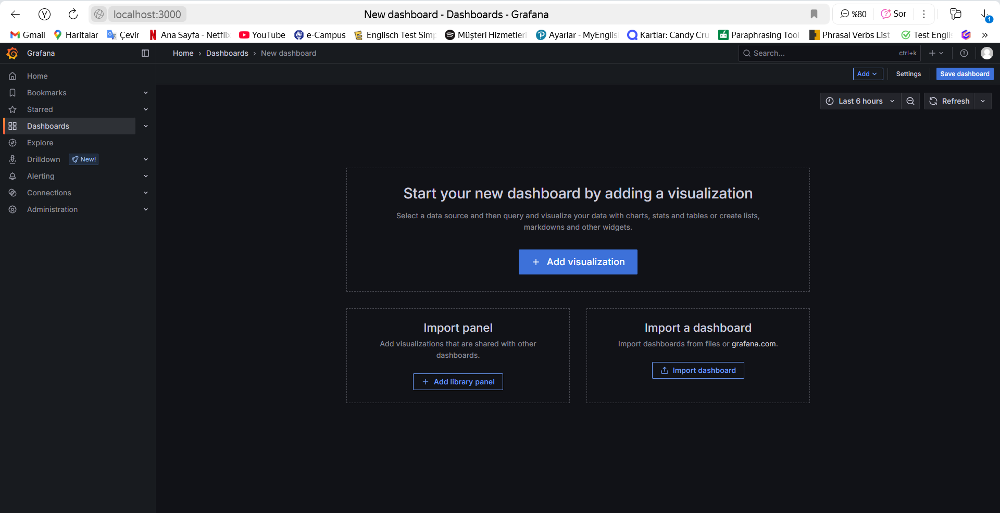 localhost:3000
New dashboard - Dashboards - Grafana
%80
Sor
1
Gmail
Haritalar
Çevir
Ana Sayfa - Netflix
YouTube
e-Campus
Englisch Test Simp
Müşteri Hizmetleri
Ayarlar - MyEnglis
Kartlar: Candy Cru
Paraphrasing Tool
Phrasal Verbs List
Test Englis
Grafana
Home › Dashboards › New dashboard
Search...
ctrl+k
Add
Settings
Save dashboard
Home
Bookmarks
Starred
Dashboards
Explore
Drilldown
New!
Alerting
Connections
Administration
Last 6 hours
Refresh
Start your new dashboard by adding a visualization
Select a data source and then query and visualize your data with charts, stats and tables or create lists,
markdowns and other widgets.
+ Add visualization
Import panel
Add visualizations that are shared with other
dashboards.
+ Add library panel
Import a dashboard
Import dashboards from files or grafana.com.
Import dashboard